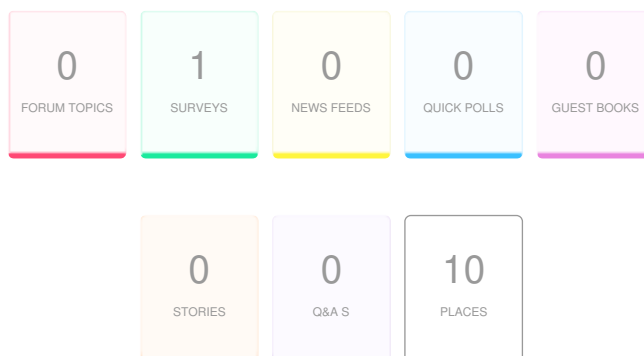 0 1 0 0 0
FORUM TOPICS SURVEYS NEWS FEEDS QUICK POLLS GUEST BOOKS
0 0 10
STORIES Q&A S PLACES